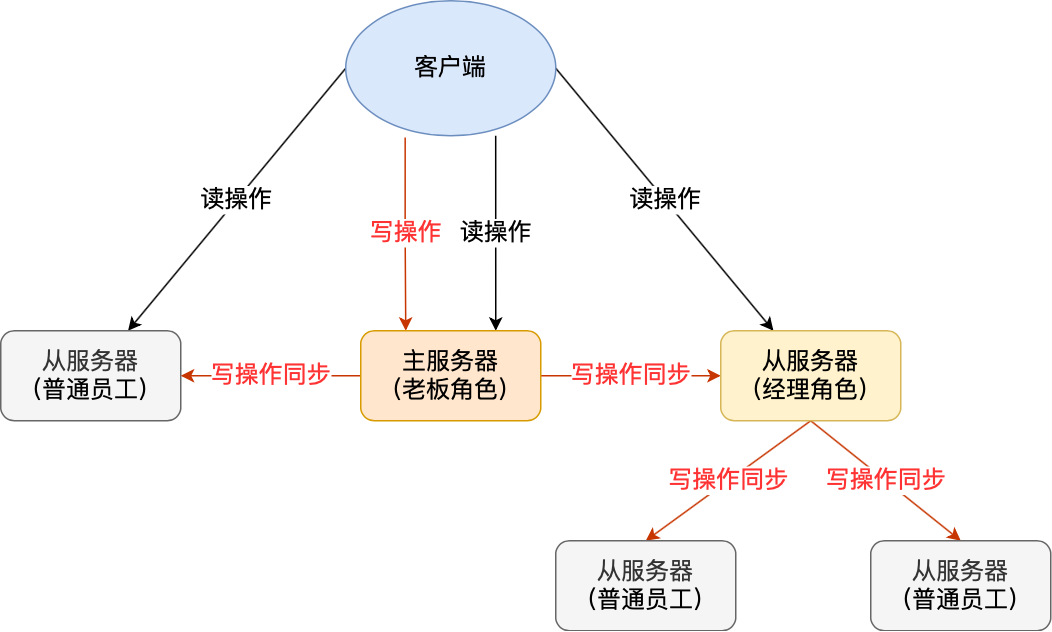 客户端
读操作
读操作
写操作
读操作
从服务器
(普通员工)
写操作同步
主服务器
(老板角色)
写操作同步
从服务器
(经理角色)
写操作同步
写操作同步
从服务器
(普通员工)
从服务器
(普通员工)